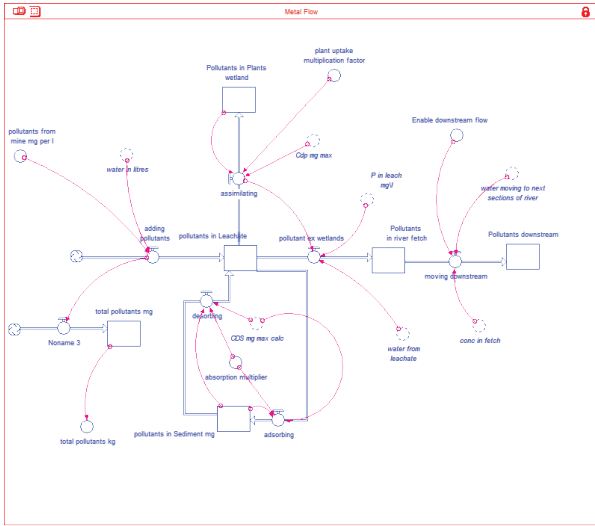 Metal Flow
plant uptake
multiplication factor
Pollutants in Plants
wetland
Enable downstream flow
pollutants from
mine mg per l
water in litres
Cdp mg max
assimilating
P in leach
mg\l
water moving to next
sections of river
adding
pollutants
pollutants in Leachate
pollutant ex wetlands
Pollutants
in river fetch
Pollutants downstream
moving downstream
total pollutants mg
desorbing
Noname 3
CDS mg max calc
water from
leachate
conc in fetch
absorption multiplier
total pollutants kg
pollutants in Sediment mg
adsorbing